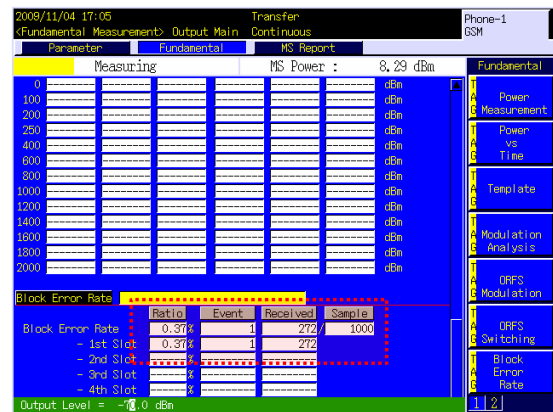 2009/11/04 17:05 Transfer Phone-1
<Fundamental Measurement> Output Main Continuous GSM
Parameter Fundamental MS Report
Measuring MS Power : 8.29 dBm Fundamental
0 ------ ------ ------ ------ ------ ------ dBm
100 ------ ------ ------ ------ ------ ------ dBm
200 ------ ------ ------ ------ ------ ------ dBm
250 ------ ------ ------ ------ ------ ------ dBm
400 ------ ------ ------ ------ ------ ------ dBm
600 ------ ------ ------ ------ ------ ------ dBm
800 ------ ------ ------ ------ ------ ------ dBm
1000 ------ ------ ------ ------ ------ ------ dBm
1200 ------ ------ ------ ------ ------ ------ dBm
1400 ------ ------ ------ ------ ------ ------ dBm
1600 ------ ------ ------ ------ ------ ------ dBm
1800 ------ ------ ------ ------ ------ ------ dBm
2000 ------ ------ ------ ------ ------ ------ dBm
Block Error Rate
Ratio Event Received Sample
Block Error Rate 0.37% 1 272/ 1000
- 1st Slot 0.37% 1 272
- 2nd Slot ------% ------ ------
- 3rd Slot ------% ------ ------
- 4th Slot ------% ------ ------
Output Level = -70.0 dBm
TAG Power Measurement
TAG Power vs Time
TAG Template
TAG Modulation Analysis
TAG ORFS Modulation
TAG ORFS Switching
TAG Block Error Rate
1 2